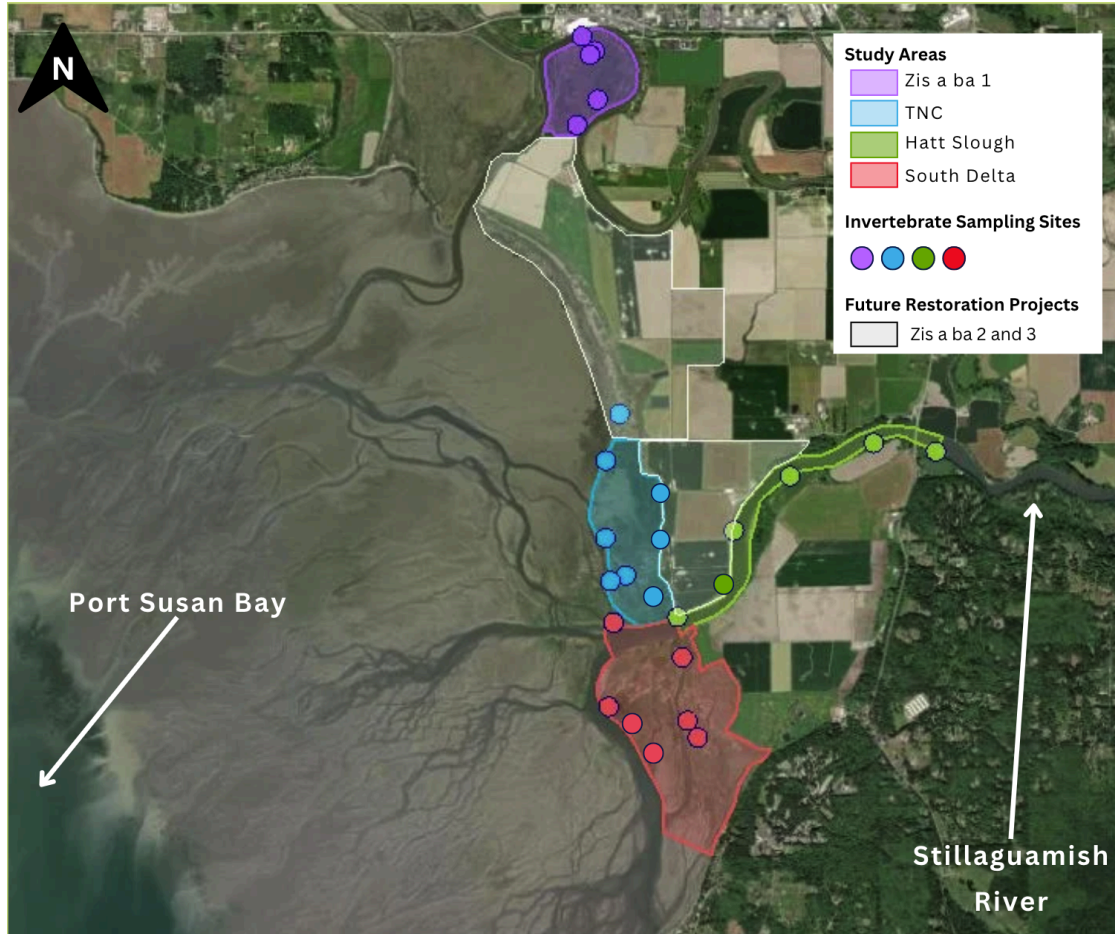 N
Study Areas
Zis a ba 1
TNC
Hatt Slough
South Delta
Invertebrate Sampling Sites
Future Restoration Projects
Zis a ba 2 and 3
Port Susan Bay
Stillaguamish
River